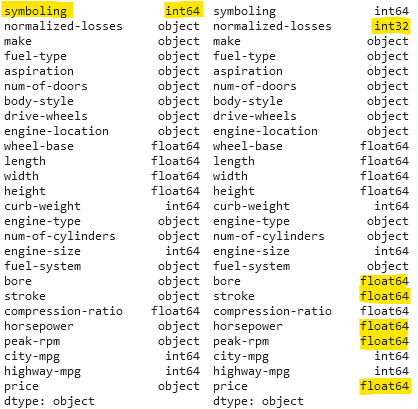 symboling int64 symboling int64
normalized-losses object normalized-losses int32
make object make object
fuel-type object fuel-type object
aspiration object aspiration object
num-of-doors object num-of-doors object
body-style object body-style object
drive-wheels object drive-wheels object
engine-location object engine-location object
wheel-base float64 wheel-base float64
length float64 length float64
width float64 width float64
height float64 height float64
curb-weight int64 curb-weight int64
engine-type object engine-type object
num-of-cylinders object num-of-cylinders object
engine-size int64 engine-size int64
fuel-system object fuel-system object
bore object bore float64
stroke object stroke float64
compression-ratio float64 compression-ratio float64
horsepower object horsepower float64
peak-rpm object peak-rpm float64
city-mpg int64 city-mpg int64
highway-mpg int64 highway-mpg int64
price object price float64
dtype: object dtype: object